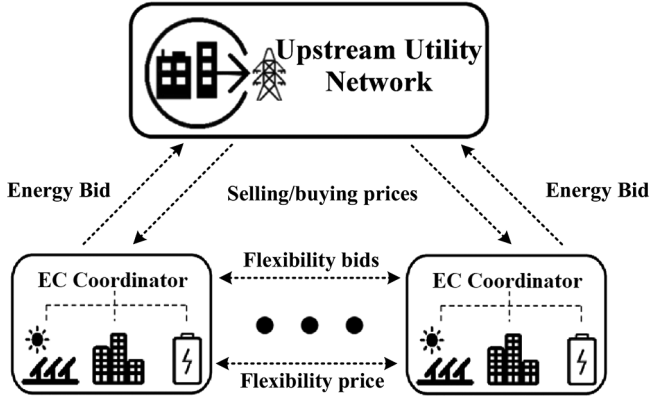 Upstream Utility
Network
Energy Bid
Selling/buying prices
Energy Bid
EC Coordinator
Flexibility bids
EC Coordinator
Flexibility price